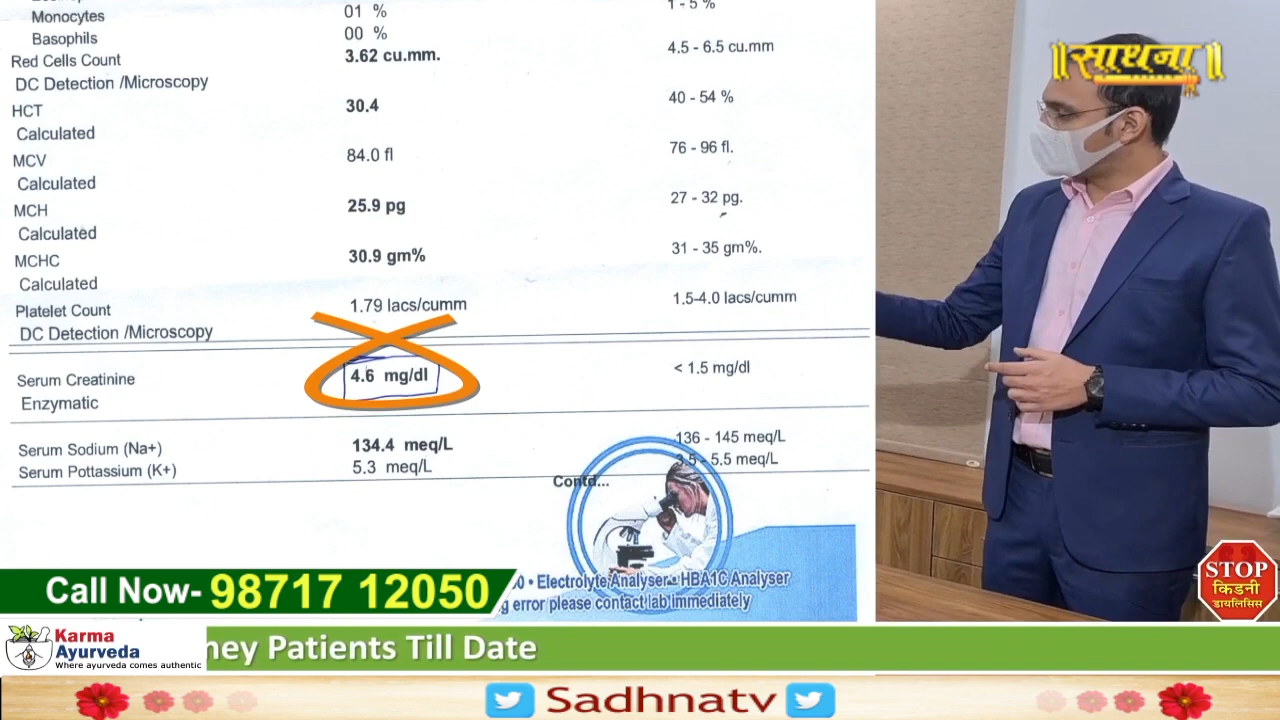 Monocytes 01 % 1 - 5 %
Basophils 00 %
Red Cells Count 3.62 cu.mm. 4.5 - 6.5 cu.mm
DC Detection /Microscopy
HCT 30.4 40 - 54 %
Calculated
MCV 84.0 fl 76 - 96 fl.
Calculated
MCH 25.9 pg 27 - 32 pg.
Calculated
MCHC 30.9 gm% 31 - 35 gm%.
Calculated
Platelet Count 1.79 lacs/cumm 1.5-4.0 lacs/cumm
DC Detection /Microscopy
Serum Creatinine 4.6 mg/dl < 1.5 mg/dl
Enzymatic
Serum Sodium (Na+) 134.4 meq/L 136 - 145 meq/L
Serum Pottassium (K+) 5.3 meq/L 3.5 - 5.5 meq/L
Contd...
• Electrolyte Analyser • HBA1C Analyser
error please contact lab immediately
॥साधना॥
STOP
किडनी
डायलिसिस
Call Now- 98717 12050
Karma
Ayurveda
Where ayurveda comes authentic
ney Patients Till Date
Sadhnatv